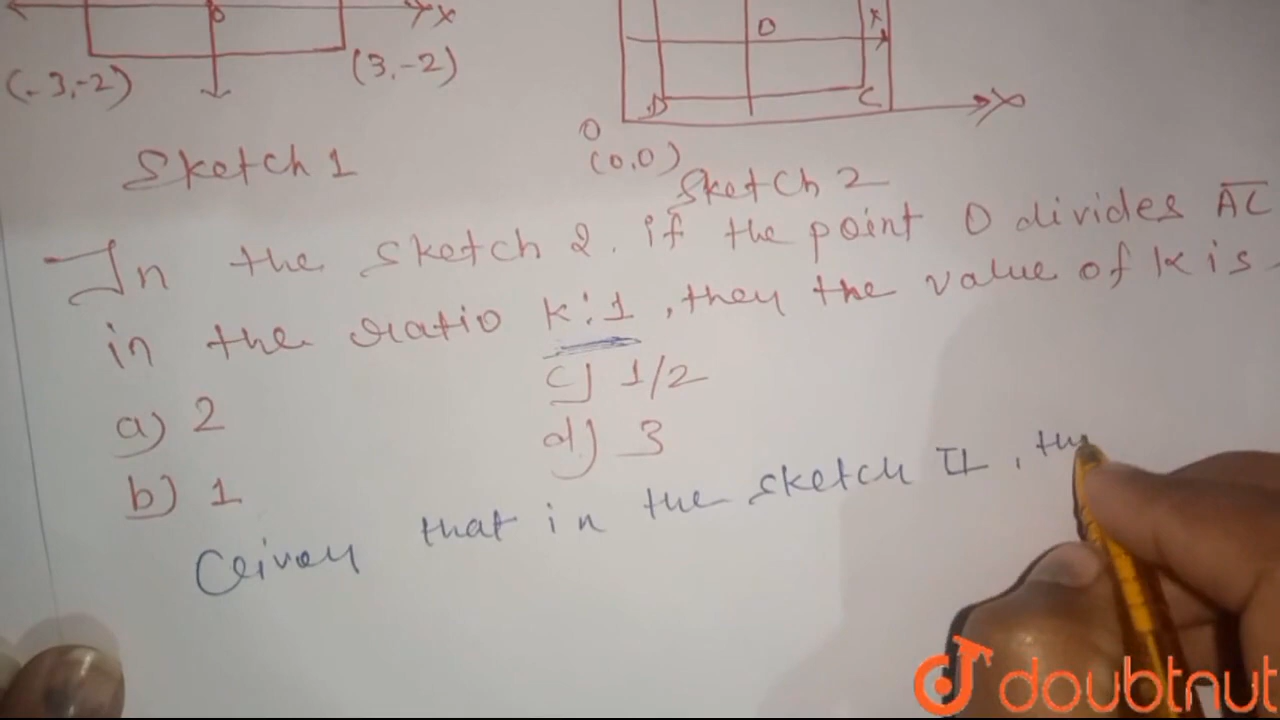 O
X
(-3,-2)
(3,-2)
O
D
C
X
O
(0,0)
Sketch 1
Sketch 2
In the sketch 2. if the point O divides AC
in the ratio k:1, they the value of k is
a) 2
c) 1/2
b) 1
d) 3
Given that in the sketch II, the
doubtnut